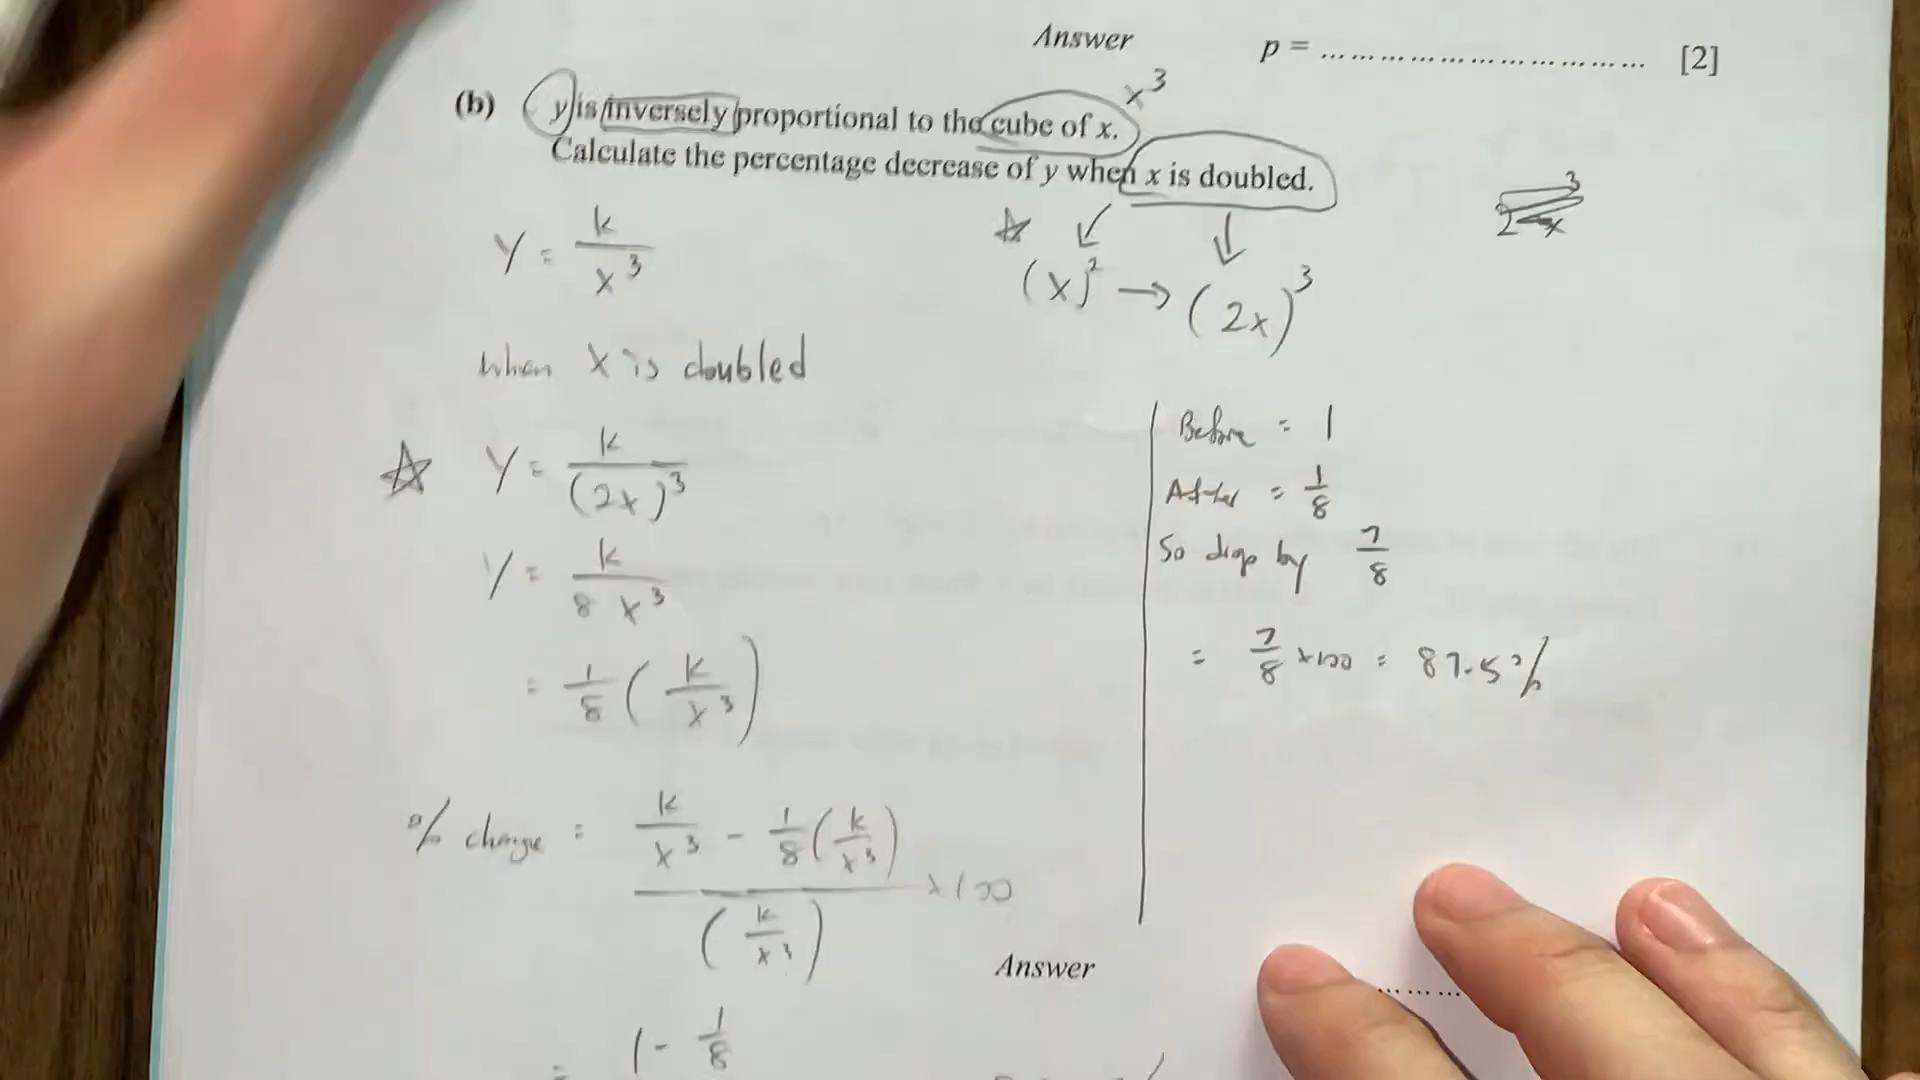 Answer p = ........................................ [2]
(b) y is inversely proportional to the cube of x. x³
Calculate the percentage decrease of y when x is doubled.
y = k / x³
(x)² → (2x)³
when x is doubled
y = k / (2x)³
y = k / 8x³
= 1/8 (k / x³)
% change = (k/x³ - 1/8 (k/x³)) / (k/x³) × 100
= 1 - 1/8
Before = 1
After = 1/8
So drop by 7/8
= 7/8 × 100 = 87.5%
Answer ......